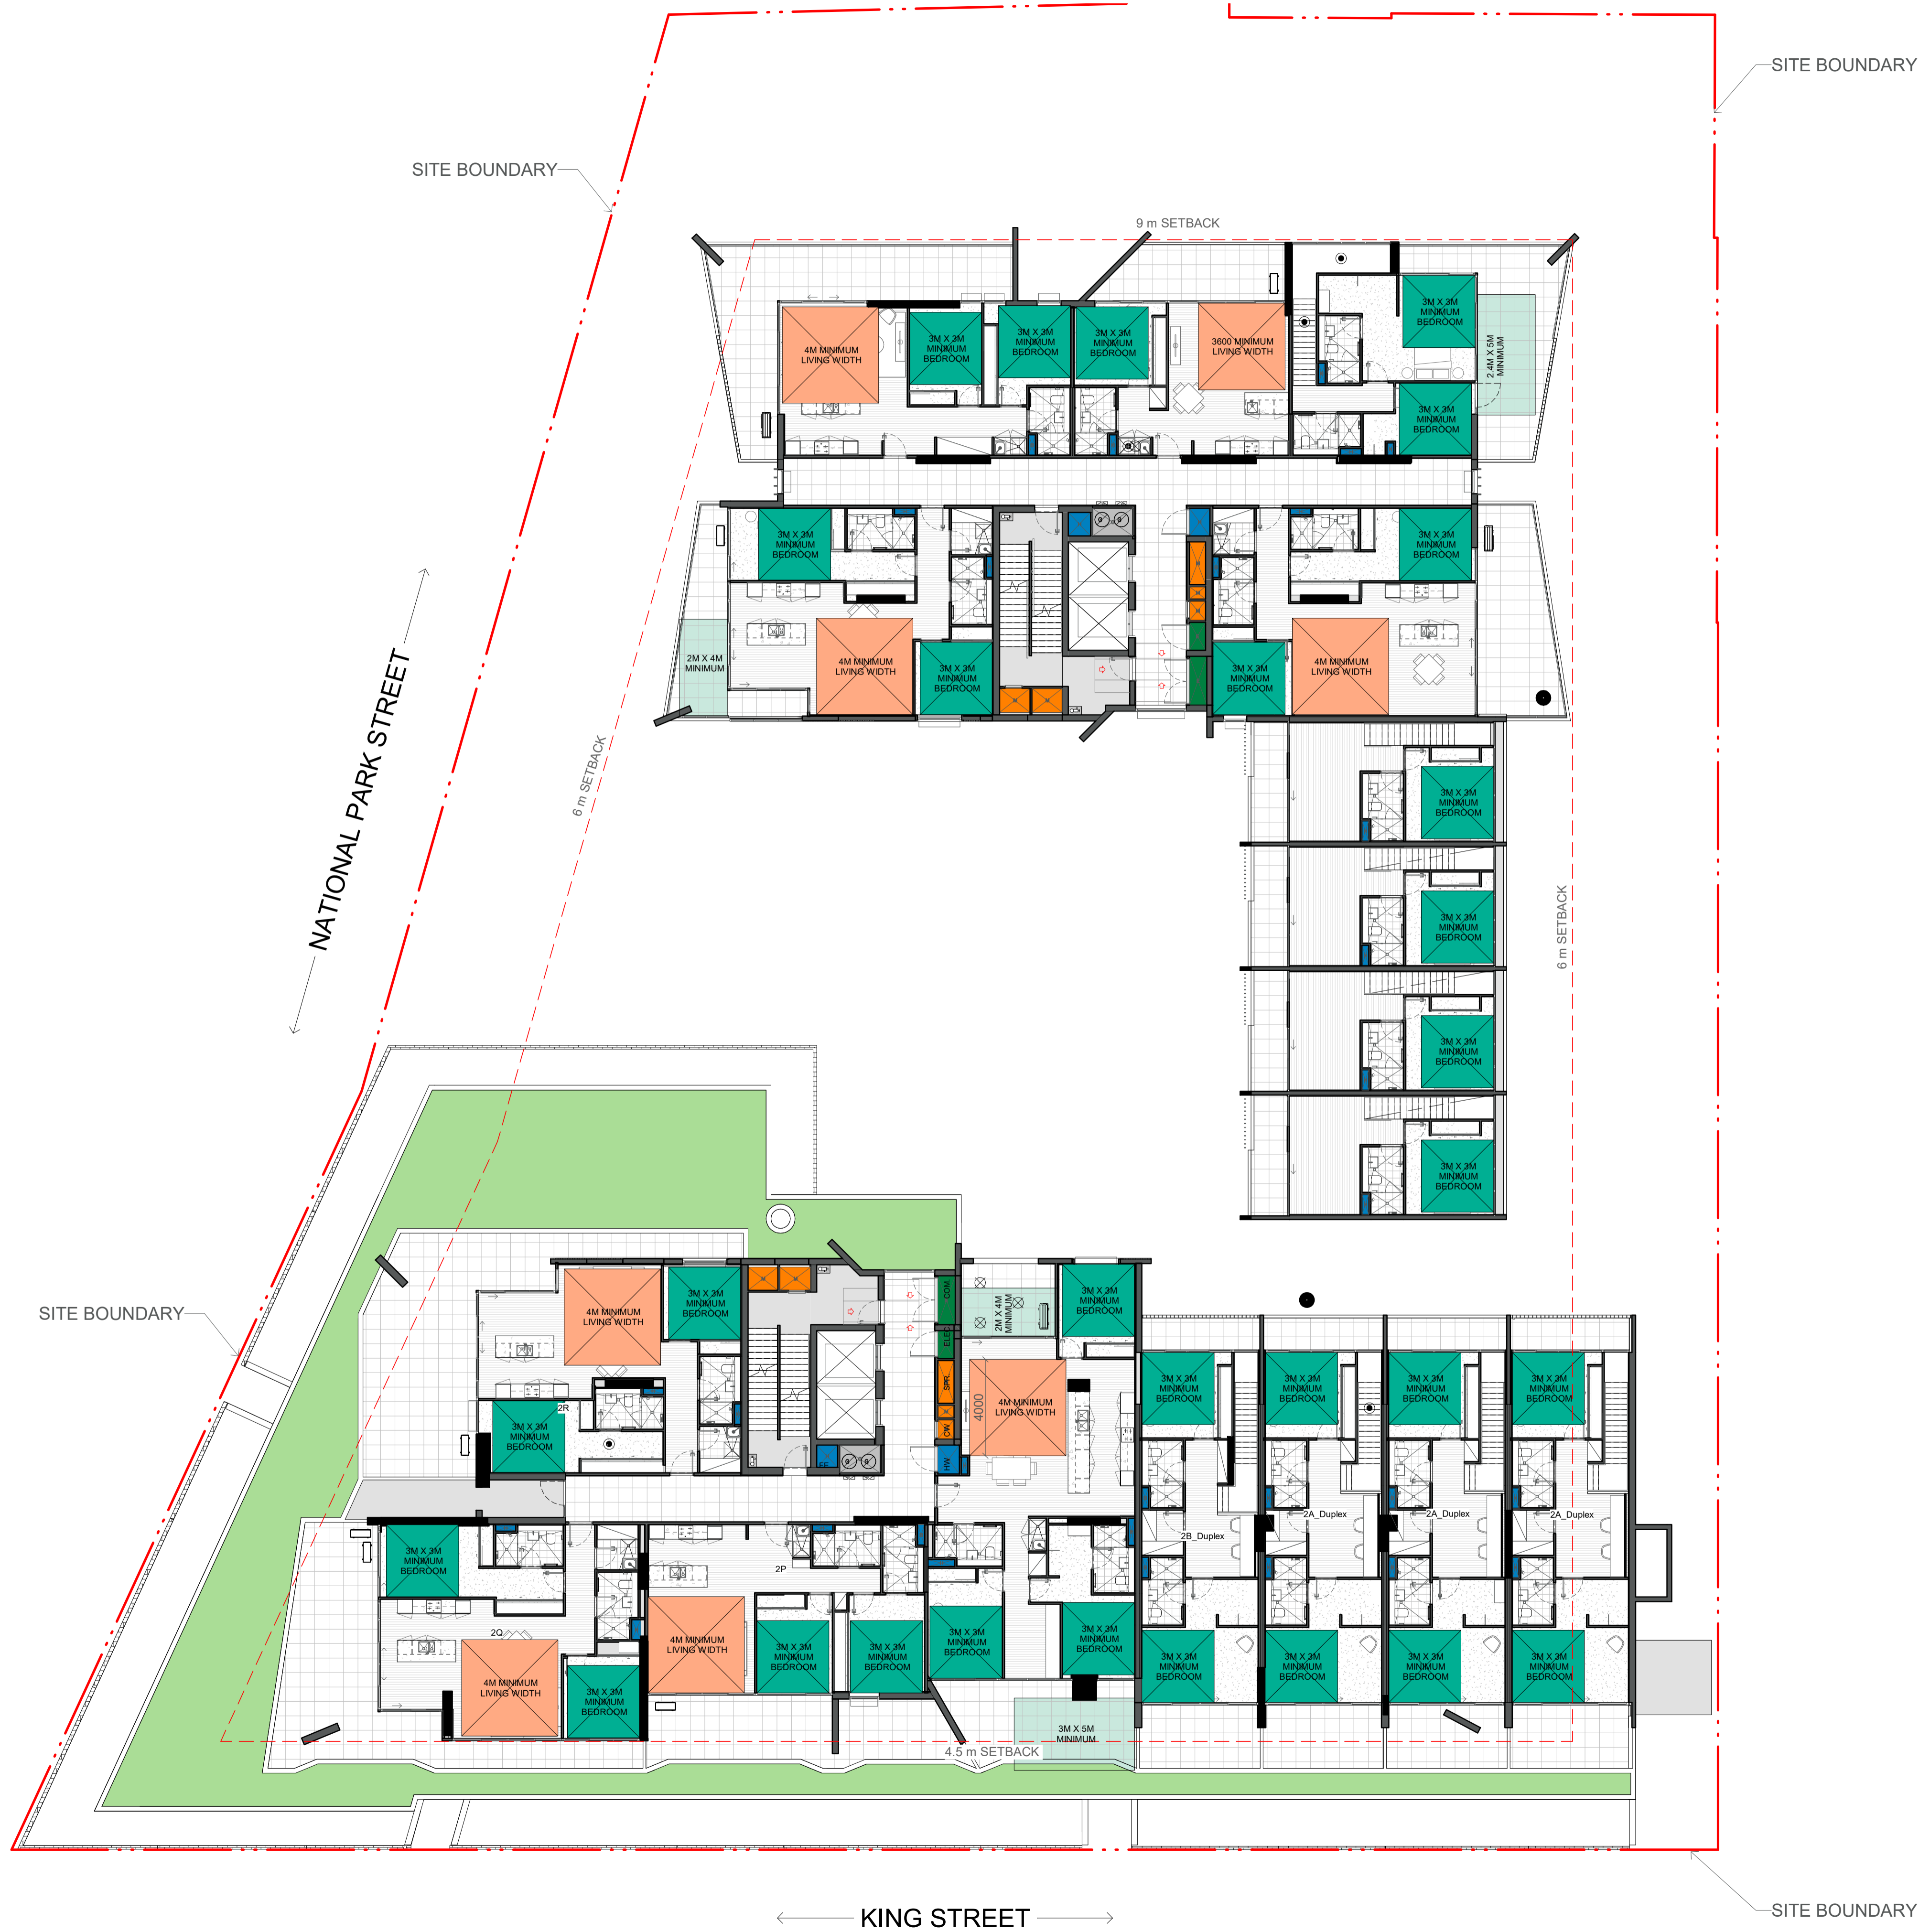 SITE BOUNDARY
SITE BOUNDARY
9 m SETBACK
4M MINIMUM
LIVING WIDTH
3M X 3M
MINIMUM
BEDROOM
3M X 3M
MINIMUM
BEDROOM
3M X 3M
MINIMUM
BEDROOM
3600 MINIMUM
LIVING WIDTH
3M X 3M
MINIMUM
BEDROOM
2.4M X 5M
MINIMUM
3M X 3M
MINIMUM
BEDROOM
3M X 3M
MINIMUM
BEDROOM
3M X 3M
MINIMUM
BEDROOM
2M X 4M
MINIMUM
4M MINIMUM
LIVING WIDTH
3M X 3M
MINIMUM
BEDROOM
3M X 3M
MINIMUM
BEDROOM
4M MINIMUM
LIVING WIDTH
NATIONAL PARK STREET
6 m SETBACK
3M X 3M
MINIMUM
BEDROOM
3M X 3M
MINIMUM
BEDROOM
6 m SETBACK
3M X 3M
MINIMUM
BEDROOM
3M X 3M
MINIMUM
BEDROOM
SITE BOUNDARY
4M MINIMUM
LIVING WIDTH
3M X 3M
MINIMUM
BEDROOM
COM
ELEC
SPR
CW
HW
2M X 4M
MINIMUM
3M X 3M
MINIMUM
BEDROOM
4000
4M MINIMUM
LIVING WIDTH
2R
3M X 3M
MINIMUM
BEDROOM
3M X 3M
MINIMUM
BEDROOM
3M X 3M
MINIMUM
BEDROOM
3M X 3M
MINIMUM
BEDROOM
3M X 3M
MINIMUM
BEDROOM
2B_Duplex
2A_Duplex
2A_Duplex
2A_Duplex
3M X 3M
MINIMUM
BEDROOM
2P
2Q
4M MINIMUM
LIVING WIDTH
3M X 3M
MINIMUM
BEDROOM
4M MINIMUM
LIVING WIDTH
3M X 3M
MINIMUM
BEDROOM
3M X 3M
MINIMUM
BEDROOM
3M X 3M
MINIMUM
BEDROOM
3M X 3M
MINIMUM
BEDROOM
3M X 3M
MINIMUM
BEDROOM
3M X 3M
MINIMUM
BEDROOM
3M X 3M
MINIMUM
BEDROOM
3M X 3M
MINIMUM
BEDROOM
3M X 5M
MINIMUM
4.5 m SETBACK
KING STREET
SITE BOUNDARY